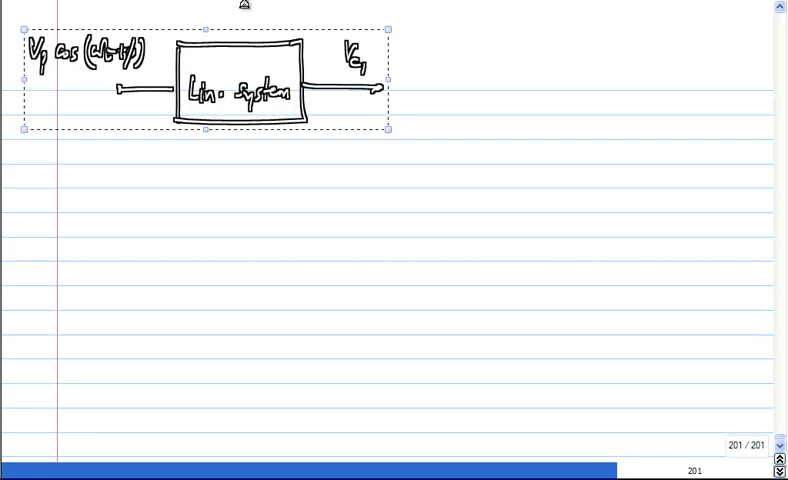 Vp cos (ωt+φ)
Vc,
Lin. system
201 / 201
201